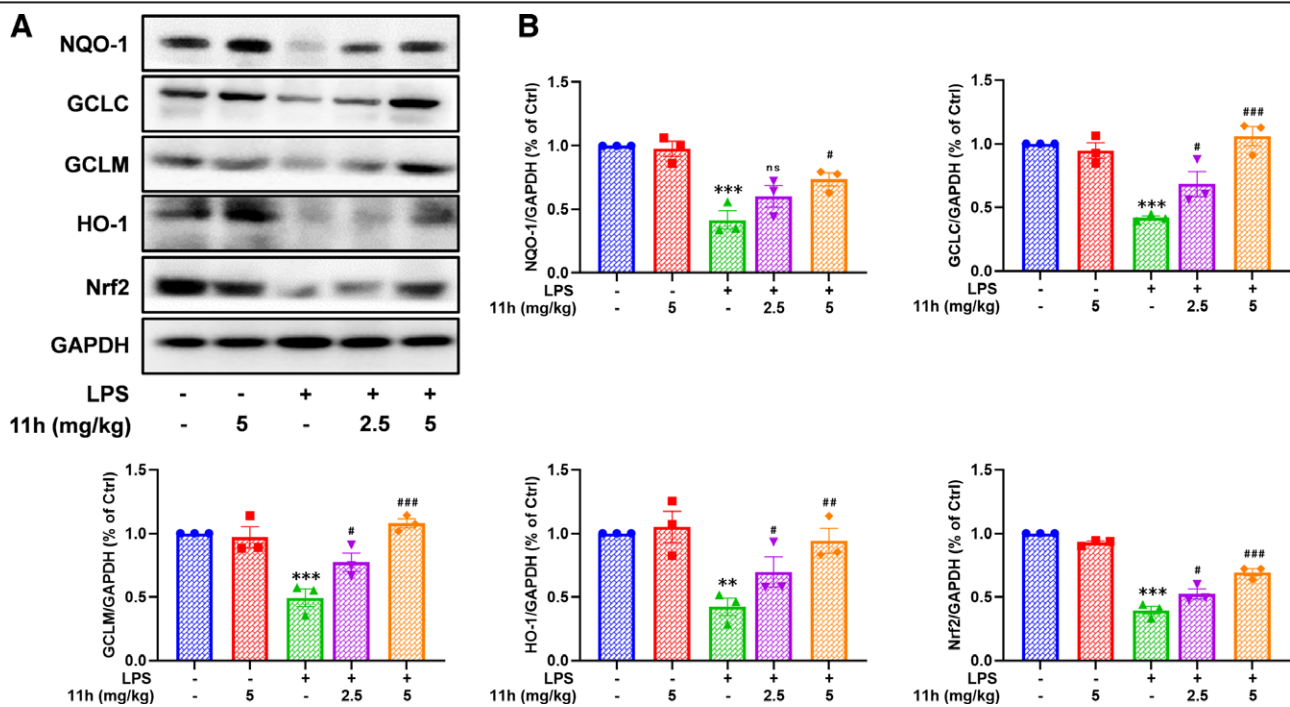 A
NQO-1
GCLC
GCLM
HO-1
Nrf2
GAPDH
LPS - - + + +
11h (mg/kg) - 5 - 2.5 5
B
NQO-1/GAPDH (% of Ctrl)
1.5
1.0
0.5
0.0
***
ns
#
LPS - - + + +
11h (mg/kg) - 5 - 2.5 5
GCLC/GAPDH (% of Ctrl)
1.5
1.0
0.5
0.0
***
#
###
LPS - - + + +
11h (mg/kg) - 5 - 2.5 5
GCLM/GAPDH (% of Ctrl)
1.5
1.0
0.5
0.0
***
#
###
LPS - - + + +
11h (mg/kg) - 5 - 2.5 5
HO-1/GAPDH (% of Ctrl)
1.5
1.0
0.5
0.0
**
#
##
LPS - - + + +
11h (mg/kg) - 5 - 2.5 5
Nrf2/GAPDH (% of Ctrl)
1.5
1.0
0.5
0.0
***
#
###
LPS - - + + +
11h (mg/kg) - 5 - 2.5 5